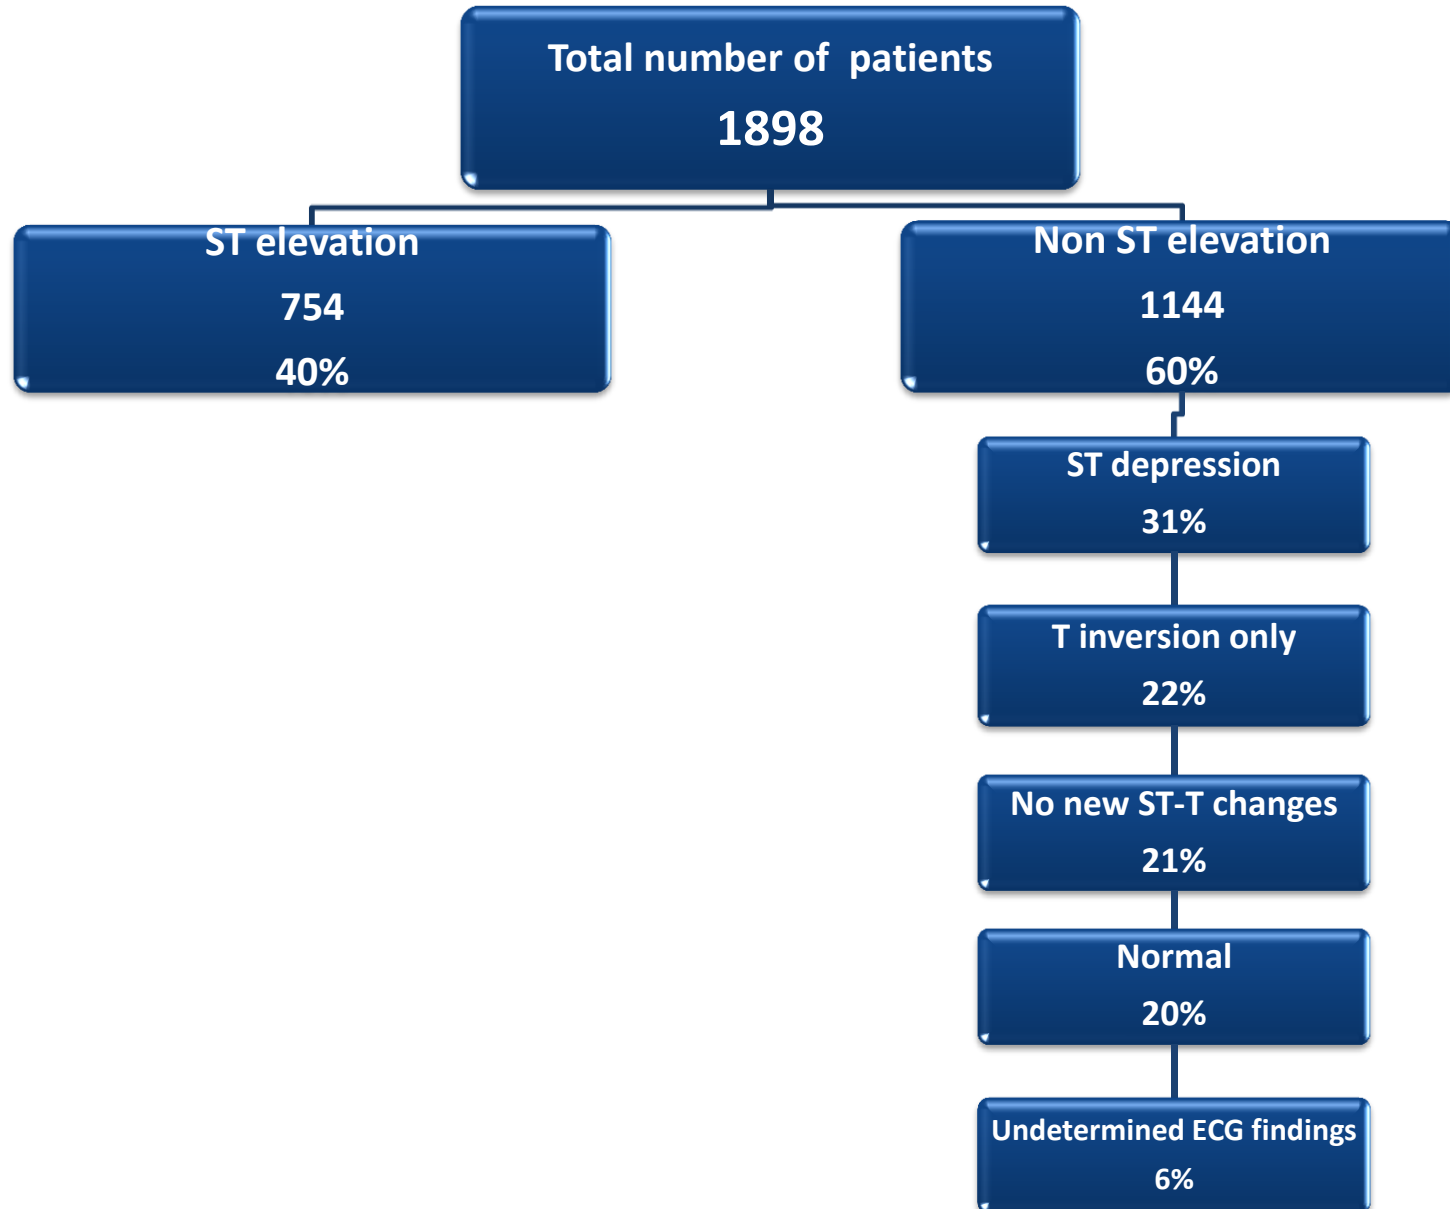 Total number of patients
1898
ST elevation
754
40%
Non ST elevation
1144
60%
ST depression
31%
T inversion only
22%
No new ST-T changes
21%
Normal
20%
Undetermined ECG findings
6%